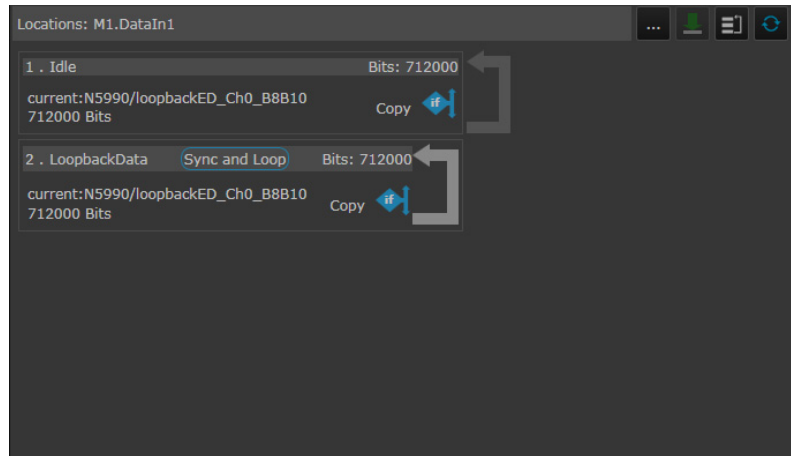 Locations: M1.DataIn1
...
1 . Idle Bits: 712000
current:N5990/loopbackED_Ch0_B8B10
712000 Bits
Copy if
2 . LoopbackData Sync and Loop Bits: 712000
current:N5990/loopbackED_Ch0_B8B10
712000 Bits
Copy if